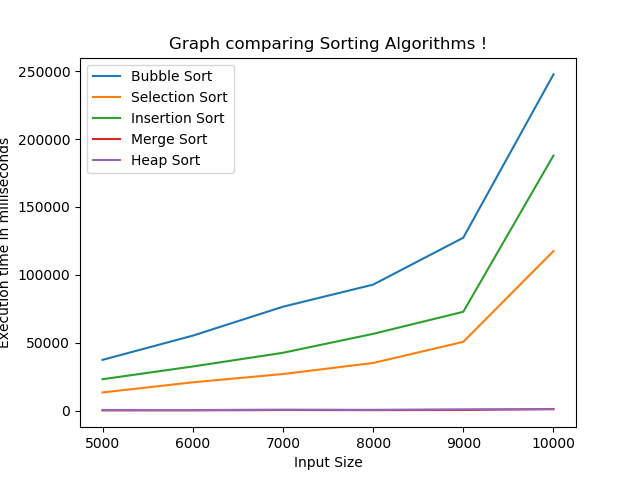 Graph comparing Sorting Algorithms !
250000
200000
150000
100000
50000
0
Execution time in milliseconds
Bubble Sort
Selection Sort
Insertion Sort
Merge Sort
Heap Sort
5000 6000 7000 8000 9000 10000
Input Size